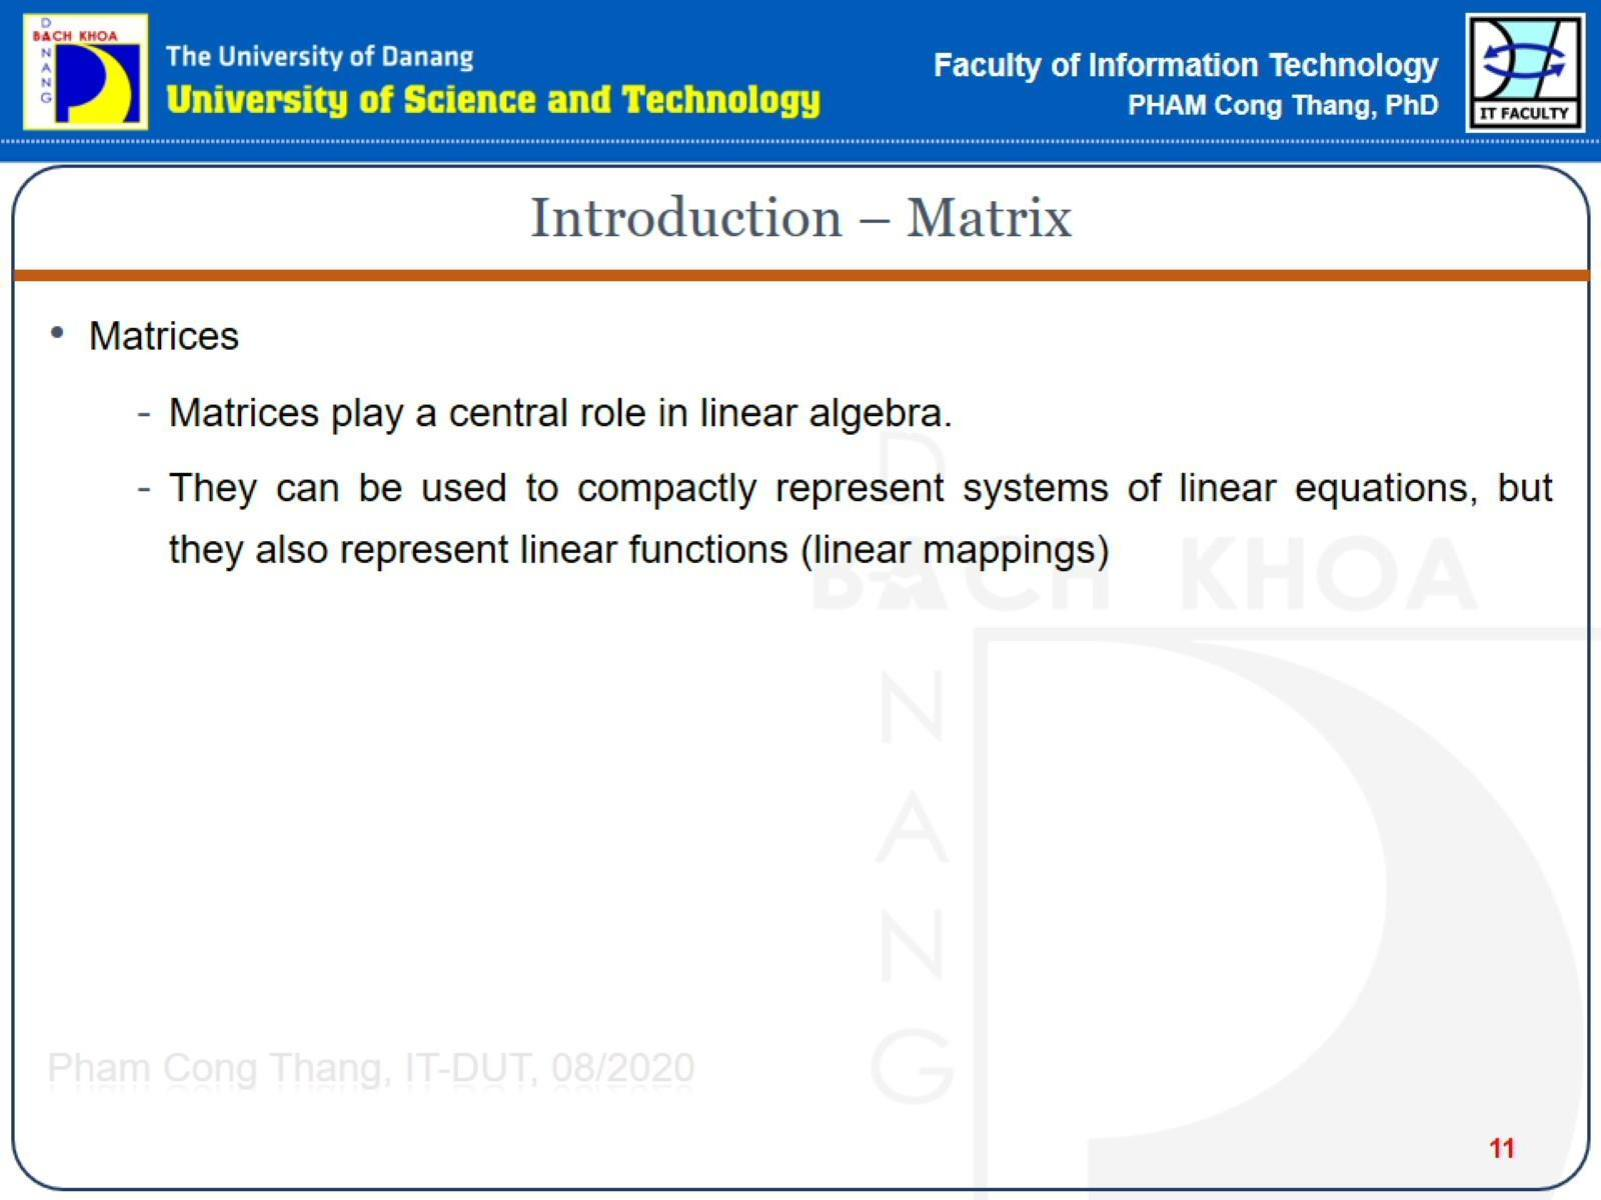 DANANG
BACH KHOA
The University of Danang
University of Science and Technology
Faculty of Information Technology
PHAM Cong Thang, PhD
IT FACULTY
Introduction – Matrix
• Matrices
- Matrices play a central role in linear algebra.
- They can be used to compactly represent systems of linear equations, but
they also represent linear functions (linear mappings)
DANANG
BACH KHOA
Pham Cong Thang, IT-DUT, 08/2020
11